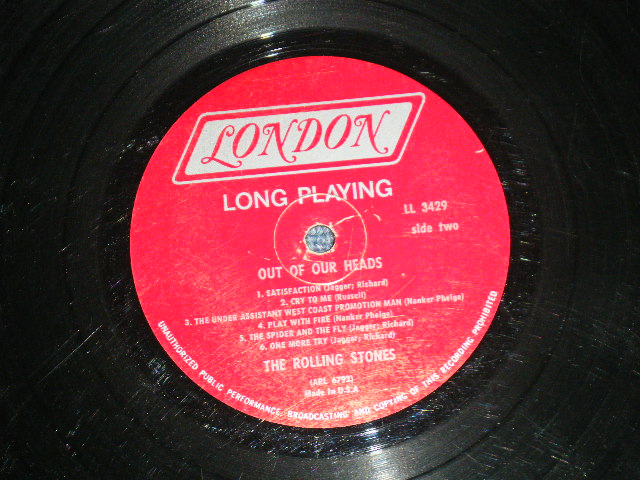 LONDON
LONG PLAYING
LL 3429
side two
OUT OF OUR HEADS
1. SATISFACTION (Jagger; Richard)
2. CRY TO ME (Russell)
3. THE UNDER ASSISTANT WEST COAST PROMOTION MAN (Nanker Phelge)
4. PLAY WITH FIRE (Nanker Phelge)
5. THE SPIDER AND THE FLY (Jagger; Richard)
6. ONE MORE TRY (Jagger; Richard)
THE ROLLING STONES
(ARL 6792)
Made In U.S.A
UNAUTHORIZED PUBLIC PERFORMANCE, BROADCASTING AND COPYING OF THIS RECORDING PROHIBITED